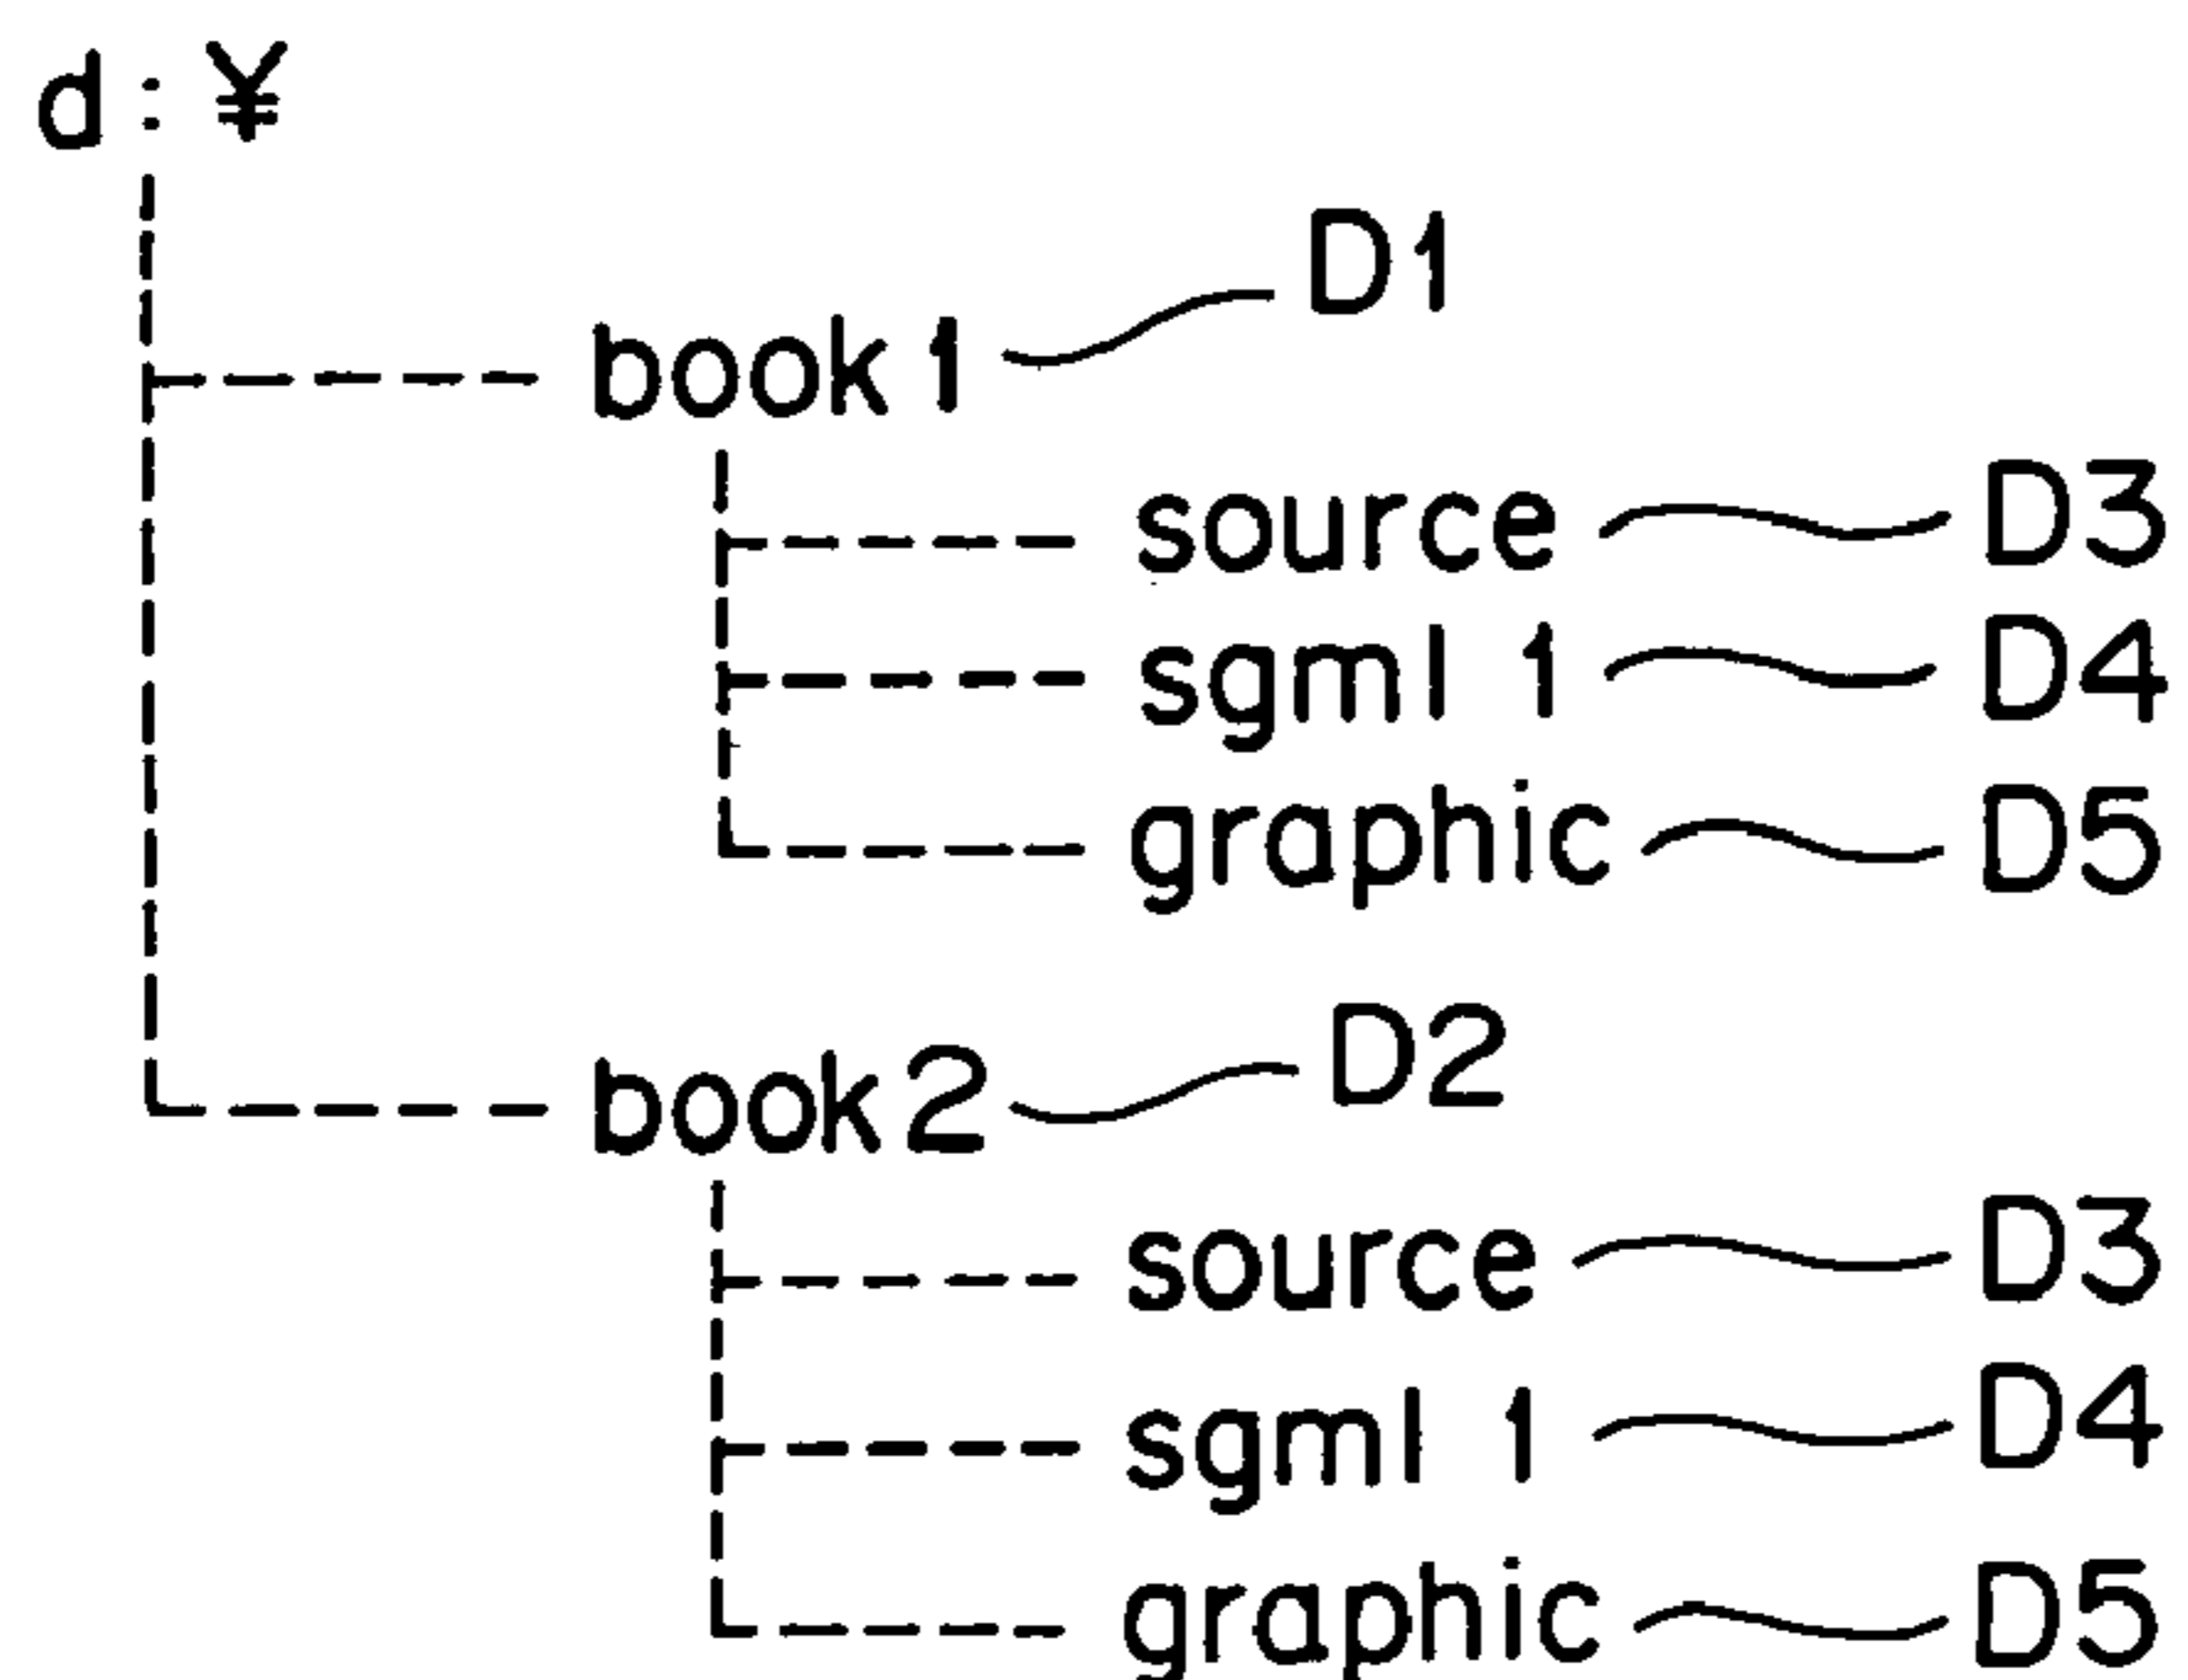 d:¥
D1
book1
source D3
sgml 1 D4
graphic D5
D2
book2
source D3
sgml 1 D4
graphic D5